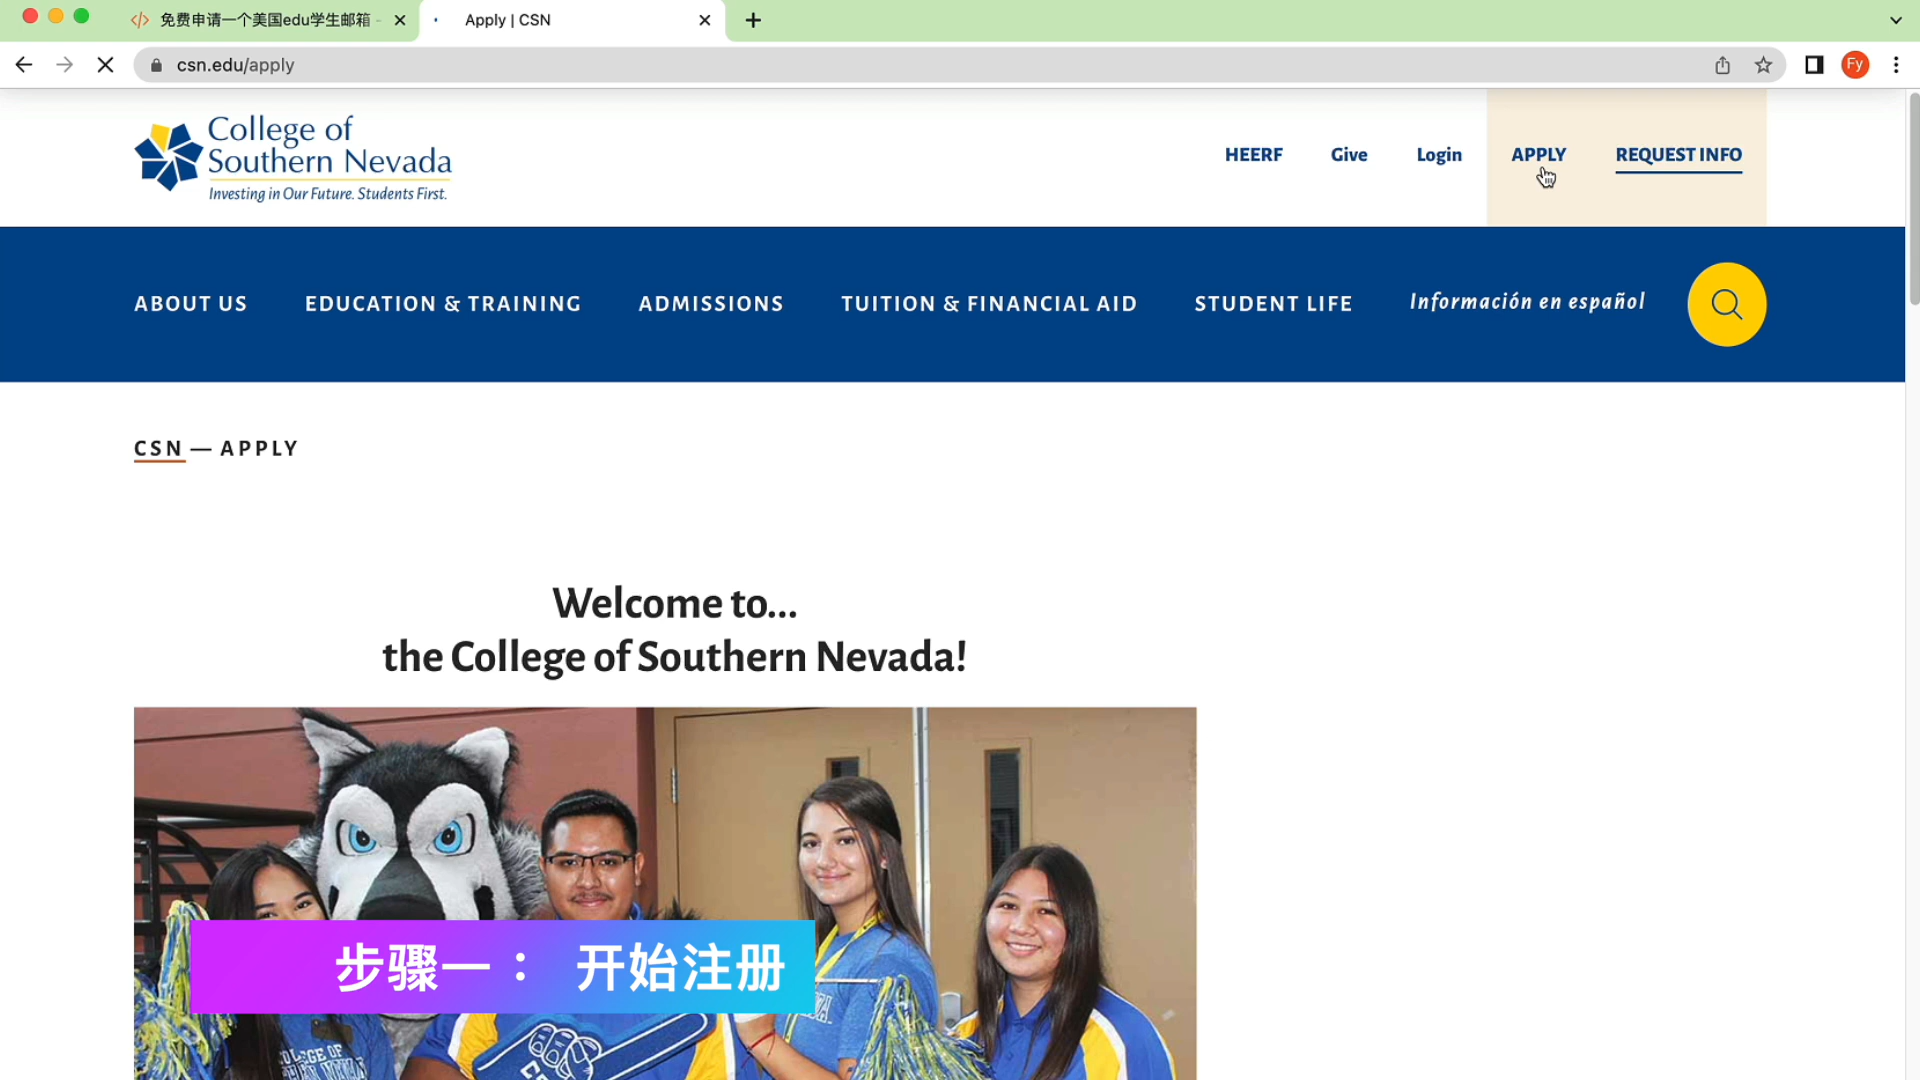 免费申请一个美国edu学生邮箱 -
Apply | CSN
csn.edu/apply
Fy
College of
Southern Nevada
Investing in Our Future. Students First.
HEERF
Give
Login
APPLY
REQUEST INFO
ABOUT US
EDUCATION & TRAINING
ADMISSIONS
TUITION & FINANCIAL AID
STUDENT LIFE
Información en español
CSN — APPLY
Welcome to...
the College of Southern Nevada!
步骤一： 开始注册